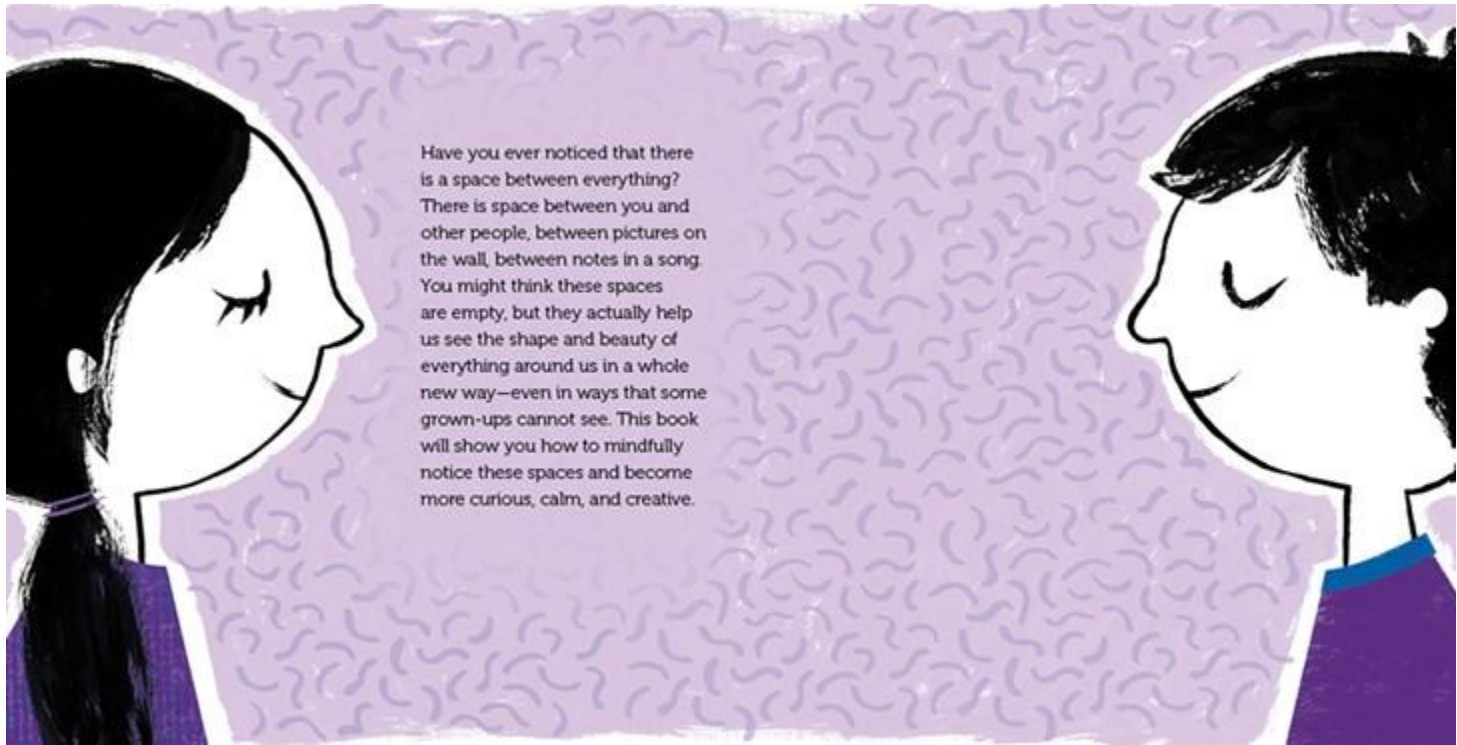 Have you ever noticed that there
is a space between everything?
There is space between you and
other people, between pictures on
the wall, between notes in a song.
You might think these spaces
are empty, but they actually help
us see the shape and beauty of
everything around us in a whole
new way—even in ways that some
grown-ups cannot see. This book
will show you how to mindfully
notice these spaces and become
more curious, calm, and creative.